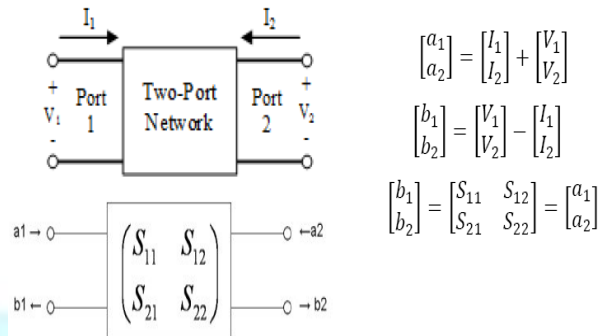 I₁ I₂
+ Port 1 V₁ -
Two-Port Network
Port 2 + V₂ -
[a₁ a₂] = [I₁ I₂] + [V₁ V₂]
[b₁ b₂] = [V₁ V₂] − [I₁ I₂]
[b₁ b₂] = [S₁₁ S₁₂ S₂₁ S₂₂] = [a₁ a₂]
a1→ (S₁₁ S₁₂ ←a2
b1← S₂₁ S₂₂) →b2